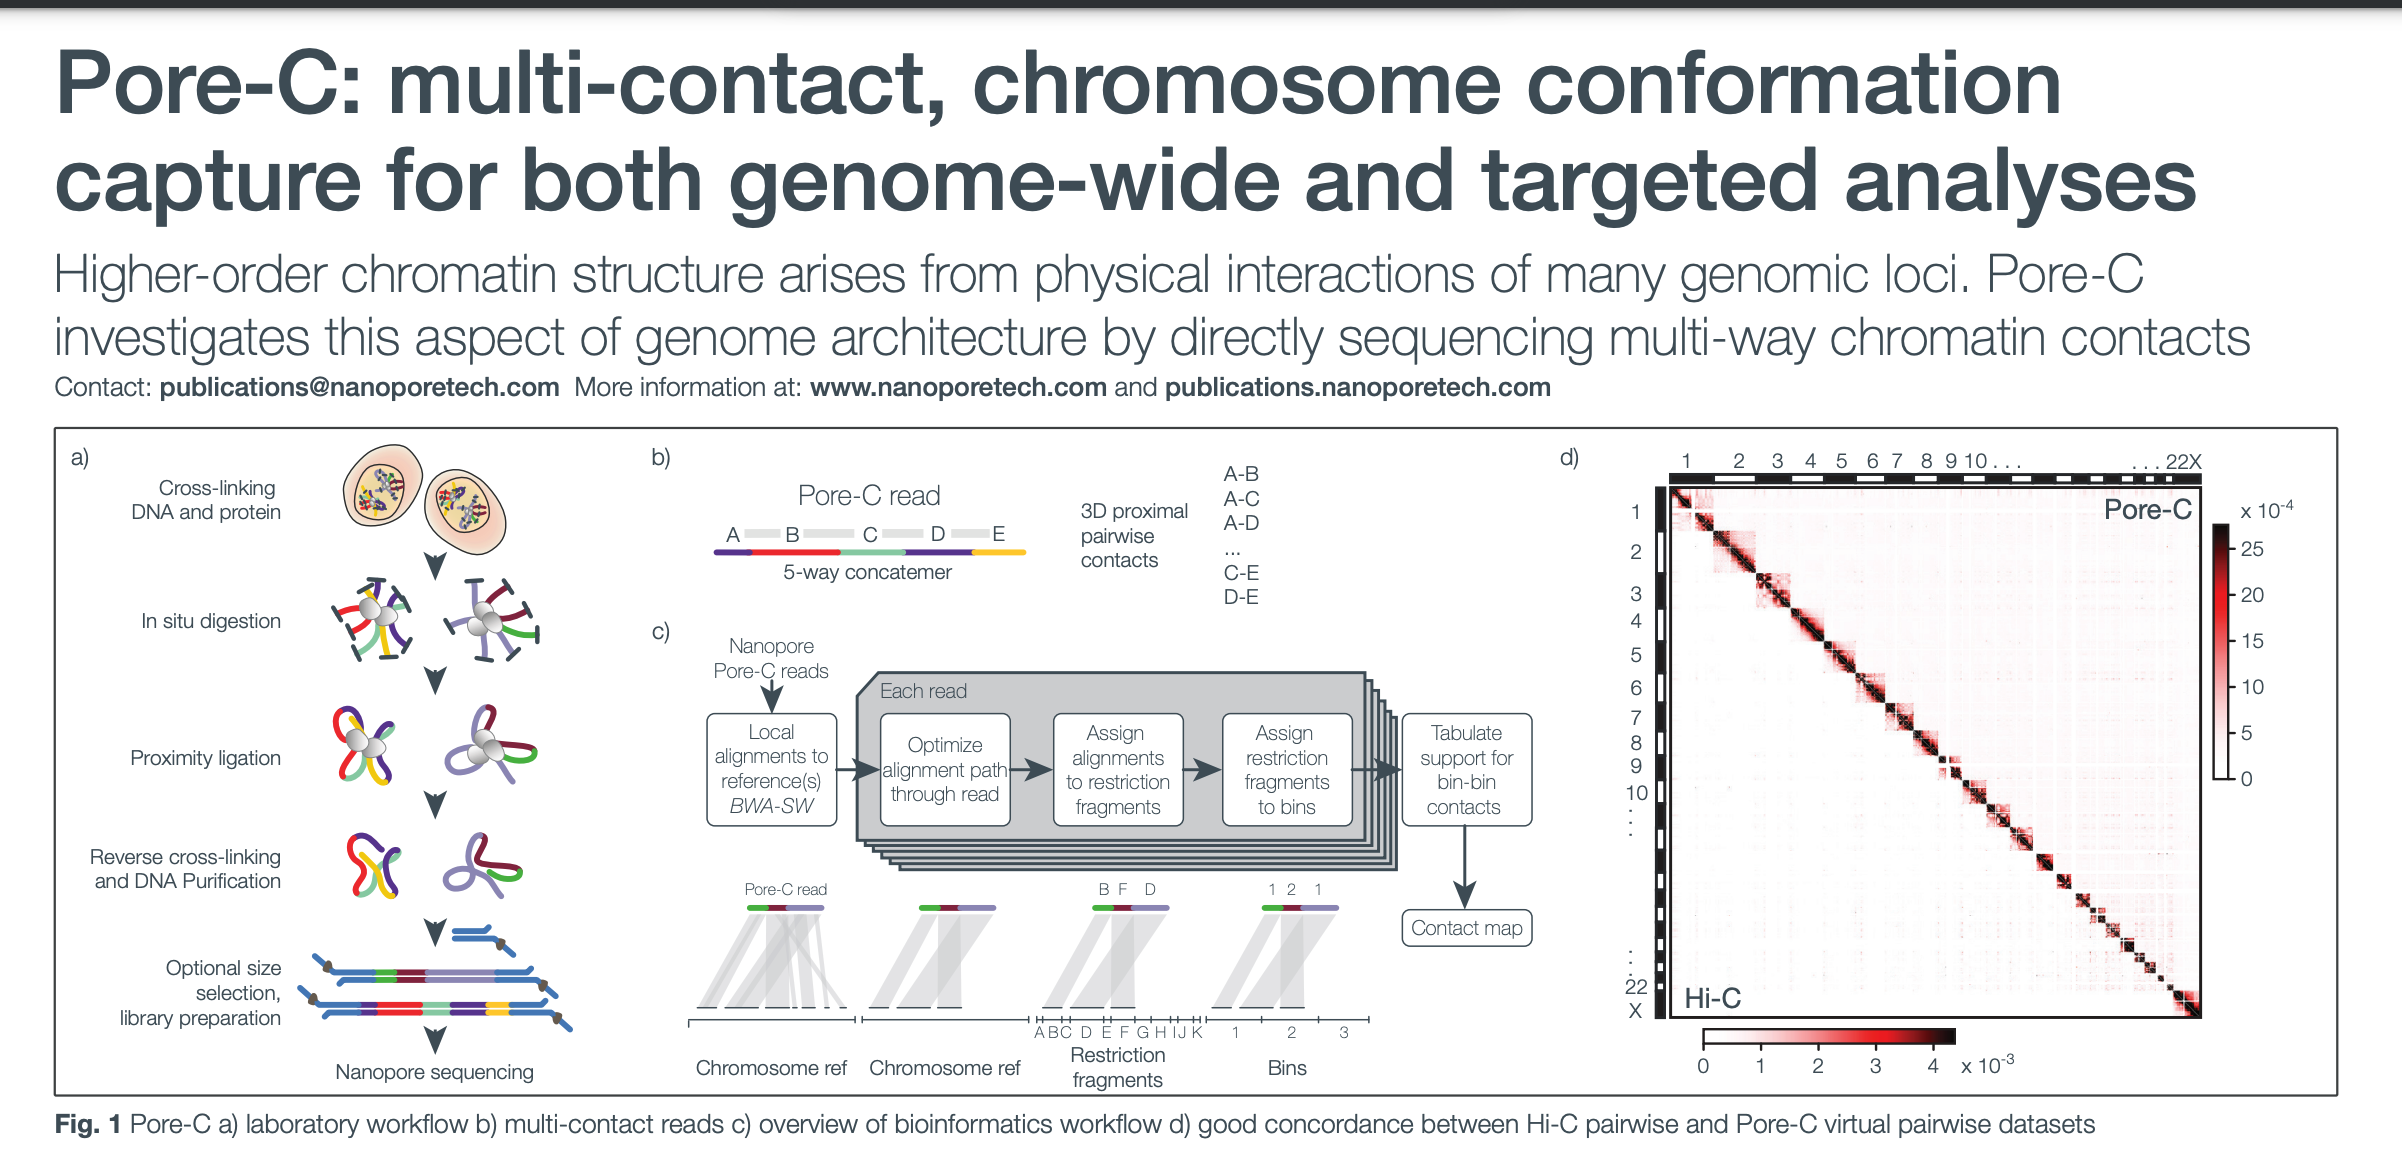 Pore-C: multi-contact, chromosome conformation
capture for both genome-wide and targeted analyses
Higher-order chromatin structure arises from physical interactions of many genomic loci. Pore-C
investigates this aspect of genome architecture by directly sequencing multi-way chromatin contacts
Contact: publications@nanoporetech.com More information at: www.nanoporetech.com and publications.nanoporetech.com
a)
Cross-linking
DNA and protein
In situ digestion
Proximity ligation
Reverse cross-linking
and DNA Purification
Optional size
selection,
library preparation
Nanopore sequencing
b)
Pore-C read
A B C D E
5-way concatemer
3D proximal
pairwise
contacts
A-B
A-C
A-D
...
C-E
D-E
c)
Nanopore
Pore-C reads
Local
alignments to
reference(s)
BWA-SW
Each read
Optimize
alignment path
through read
Assign
alignments
to restriction
fragments
Assign
restriction
fragments
to bins
Tabulate
support for
bin-bin
contacts
Contact map
Pore-C read
B F D
1 2 1
A B C D E F G H I J K
1 2 3
Chromosome ref
Chromosome ref
Restriction
fragments
Bins
d)
1 2 3 4 5 6 7 8 9 10 . . . . . . 22X
1
2
3
4
5
6
7
8
9
10
:
:
22
X
Pore-C
Hi-C
x 10-4
25
20
15
10
5
0
0 1 2 3 4 x 10-3
Fig. 1 Pore-C a) laboratory workflow b) multi-contact reads c) overview of bioinformatics workflow d) good concordance between Hi-C pairwise and Pore-C virtual pairwise datasets